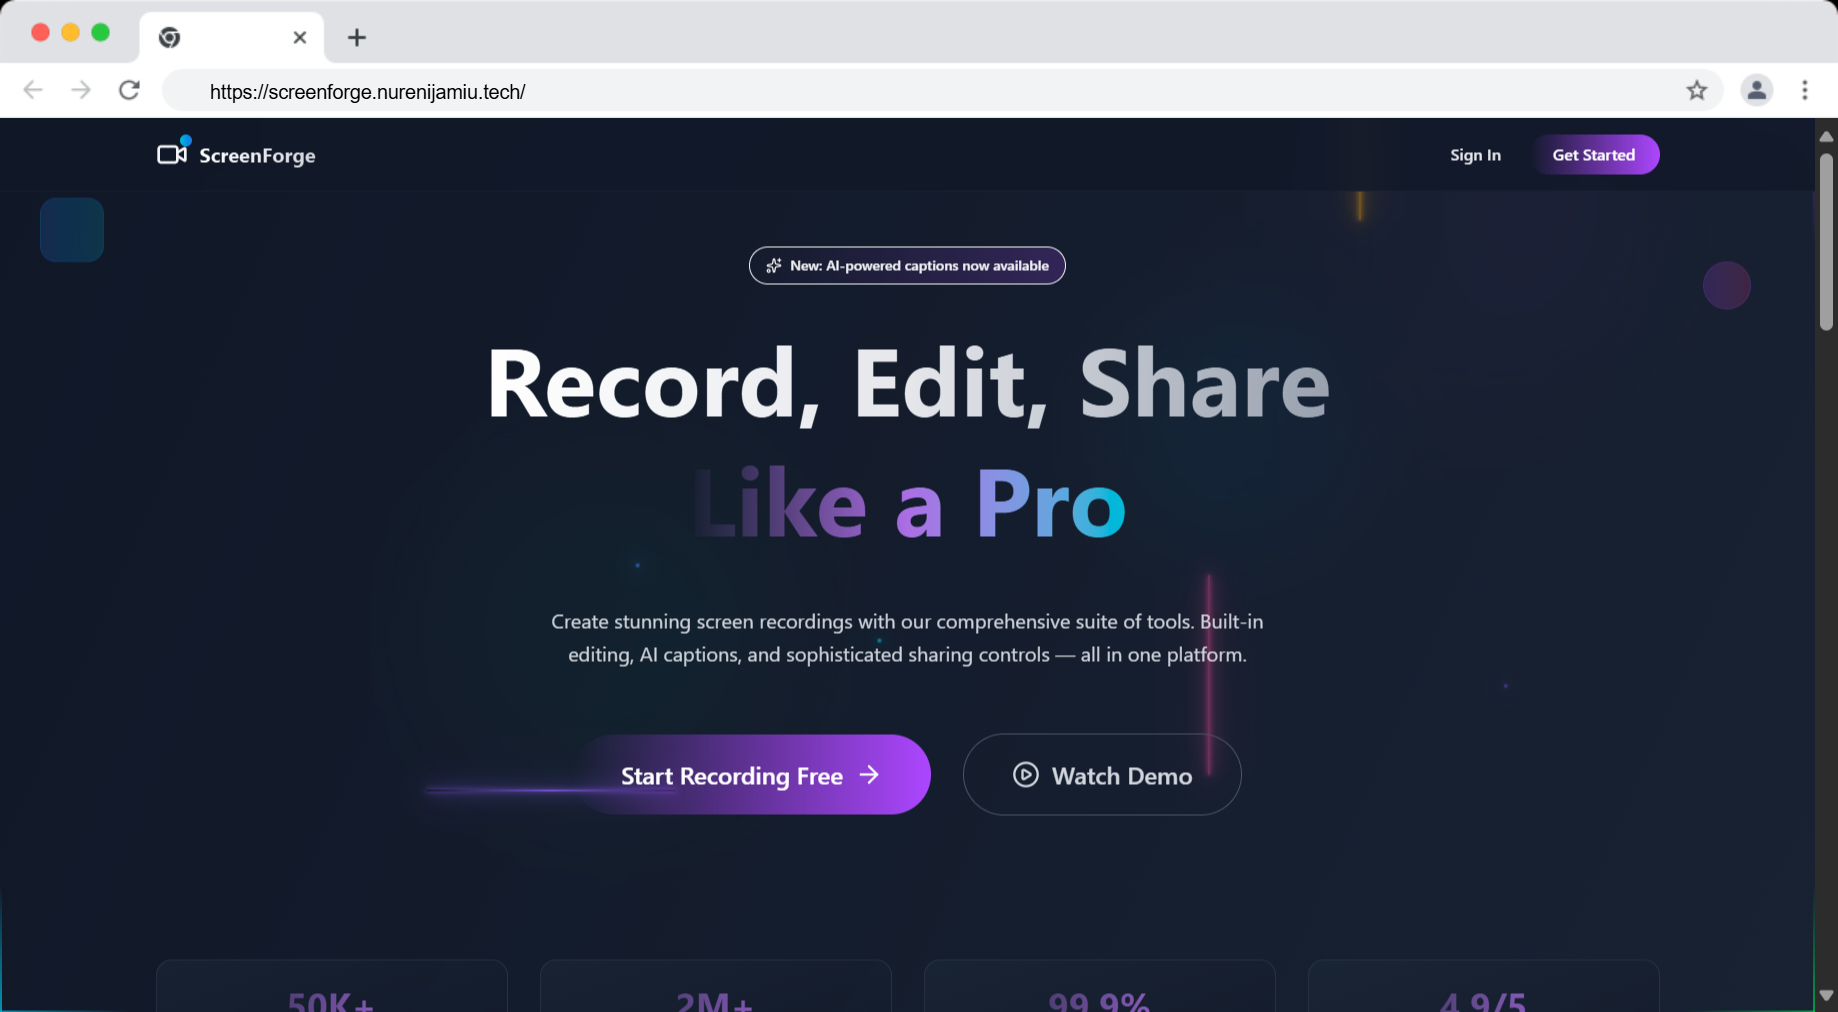 https://screenforge.nurenijamiu.tech/
ScreenForge
Sign In
Get Started
New: AI-powered captions now available
Record, Edit, Share
Like a Pro
Create stunning screen recordings with our comprehensive suite of tools. Built-in
editing, AI captions, and sophisticated sharing controls — all in one platform.
Start Recording Free
Watch Demo
50K+
2M+
99.9%
4.9/5